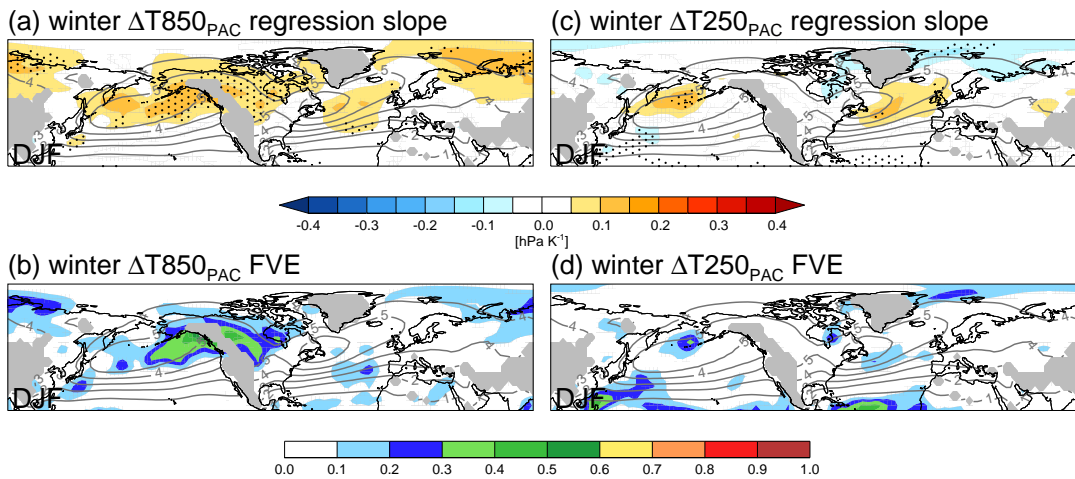 (a) winter ΔT850PAC regression slope
(c) winter ΔT250PAC regression slope
DJF
DJF
-0.4 -0.3 -0.2 -0.1 0.0 0.1 0.2 0.3 0.4
[hPa K-1]
(b) winter ΔT850PAC FVE
(d) winter ΔT250PAC FVE
DJF
DJF
0.0 0.1 0.2 0.3 0.4 0.5 0.6 0.7 0.8 0.9 1.0